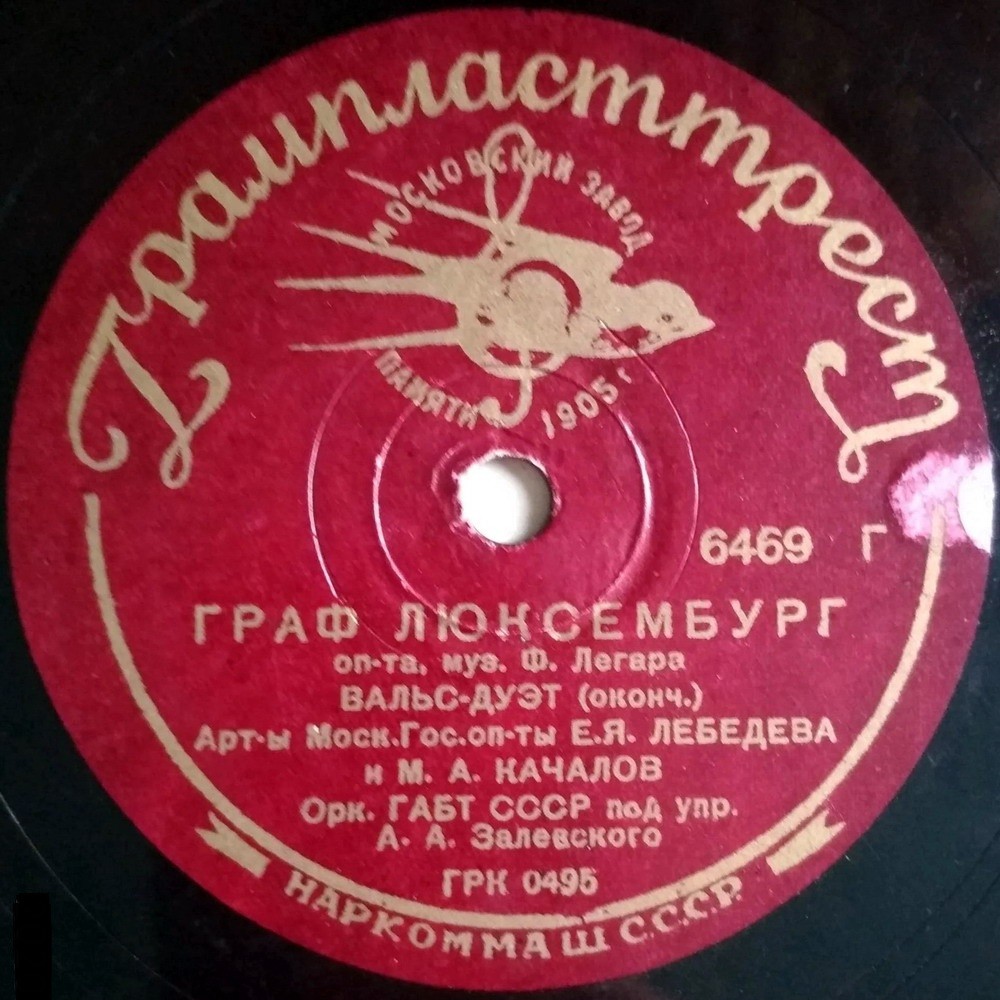 Грампласттрест
МОСКОВСКИЙ ЗАВОД
ПАМЯТИ 1905 г.
6469 Г
ГРАФ ЛЮКСЕМБУРГ
оп-та, муз. Ф. Легара
ВАЛЬС-ДУЭТ (оконч.)
Арт-ы Моск.Гос.оп-ты Е.Я. ЛЕБЕДЕВА
и М. А. КАЧАЛОВ
Орк. ГАБТ СССР под упр.
А. А. Залевского
ГРК 0495
НАРКОММАШ С.С.С.Р.